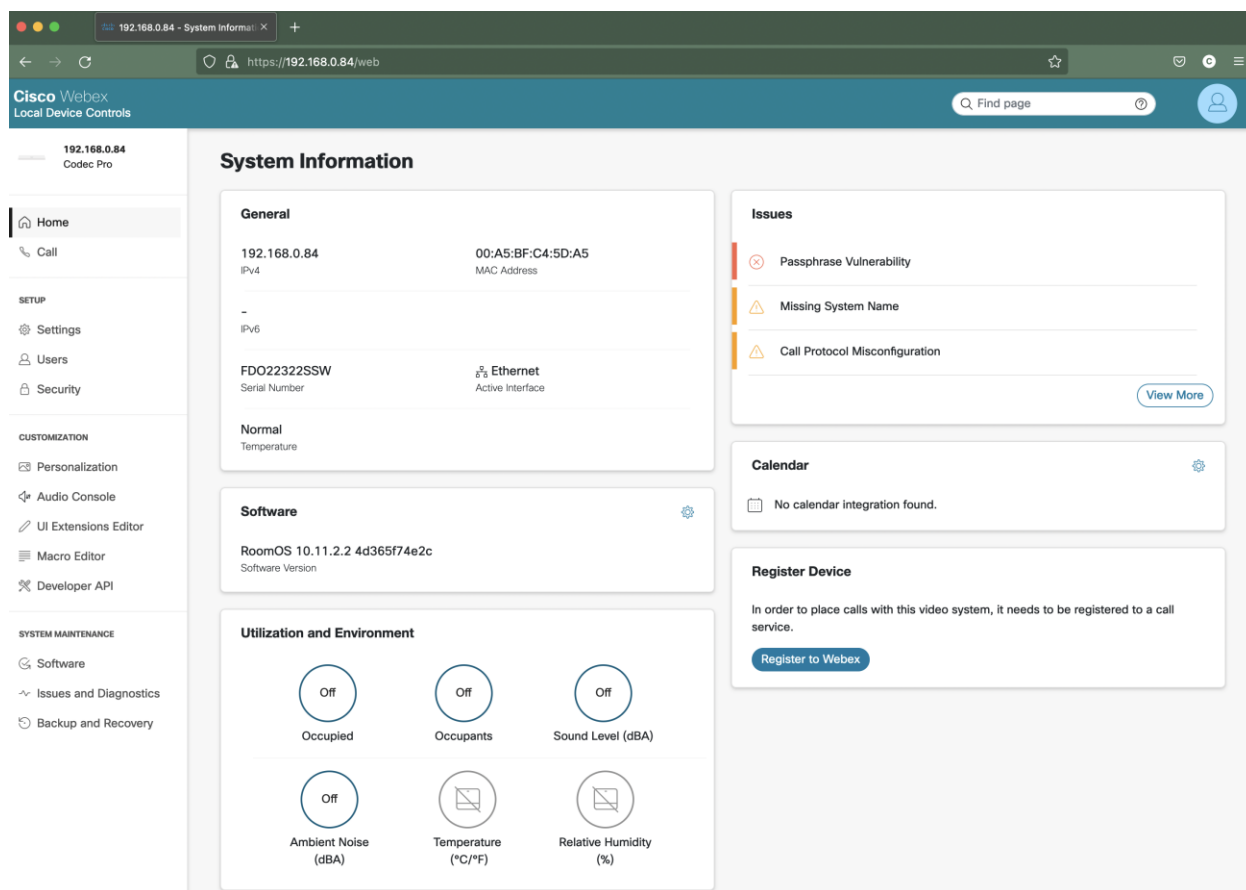 192.168.0.84 - System Informati
https://192.168.0.84/web
C
Cisco Webex
Local Device Controls
Find page
192.168.0.84
Codec Pro
Home
Call
SETUP
Settings
Users
Security
CUSTOMIZATION
Personalization
Audio Console
UI Extensions Editor
Macro Editor
Developer API
SYSTEM MAINTENANCE
Software
Issues and Diagnostics
Backup and Recovery
System Information
General
192.168.0.84
IPv4
00:A5:BF:C4:5D:A5
MAC Address
-
IPv6
FDO22322SSW
Serial Number
Ethernet
Active Interface
Normal
Temperature
Software
RoomOS 10.11.2.2 4d365f74e2c
Software Version
Utilization and Environment
Off
Occupied
Off
Occupants
Off
Sound Level (dBA)
Off
Ambient Noise
(dBA)
Temperature
(°C/°F)
Relative Humidity
(%)
Issues
Passphrase Vulnerability
Missing System Name
Call Protocol Misconfiguration
View More
Calendar
No calendar integration found.
Register Device
In order to place calls with this video system, it needs to be registered to a call
service.
Register to Webex